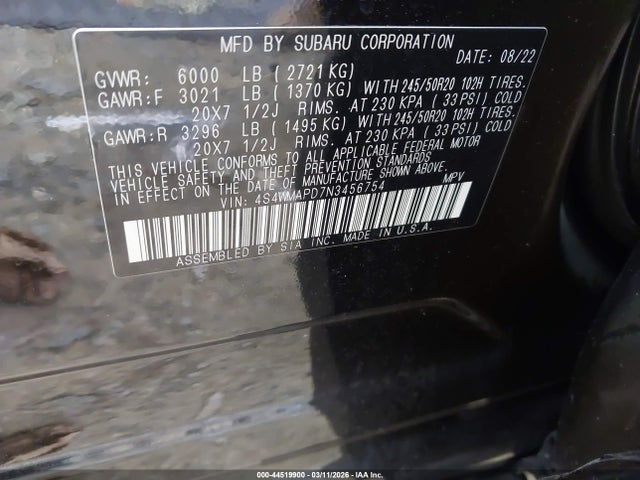 MFD BY SUBARU CORPORATION DATE: 08/22
GVWR: 6000 LB ( 2721 KG)
GAWR:F 3021 LB ( 1370 KG) WITH 245/50R20 102H TIRES.
20X7 1/2J RIMS. AT 230 KPA ( 33 PSI) COLD
GAWR:R 3296 LB ( 1495 KG) WITH 245/50R20 102H TIRES.
20X7 1/2J RIMS. AT 230 KPA ( 33 PSI) COLD
THIS VEHICLE CONFORMS TO ALL APPLICABLE FEDERAL MOTOR
VEHICLE SAFETY AND THEFT PREVENTION STANDARDS
IN EFFECT ON THE DATE OF MANUFACTURE SHOWN ABOVE.
VIN: 4S4WMAPD7N3456754 MPV
ASSEMBLED BY SIA INC. MADE IN U.S.A.
000-44519900 - 03/11/2026 - IAA Inc.